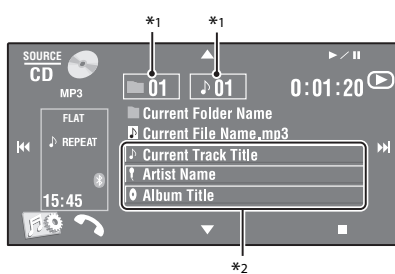 *1 *1
SOURCE
CD
MP3
01 01 0:01:20
FLAT
REPEAT
15:45
Current Folder Name
Current File Name.mp3
Current Track Title
Artist Name
Album Title
*2